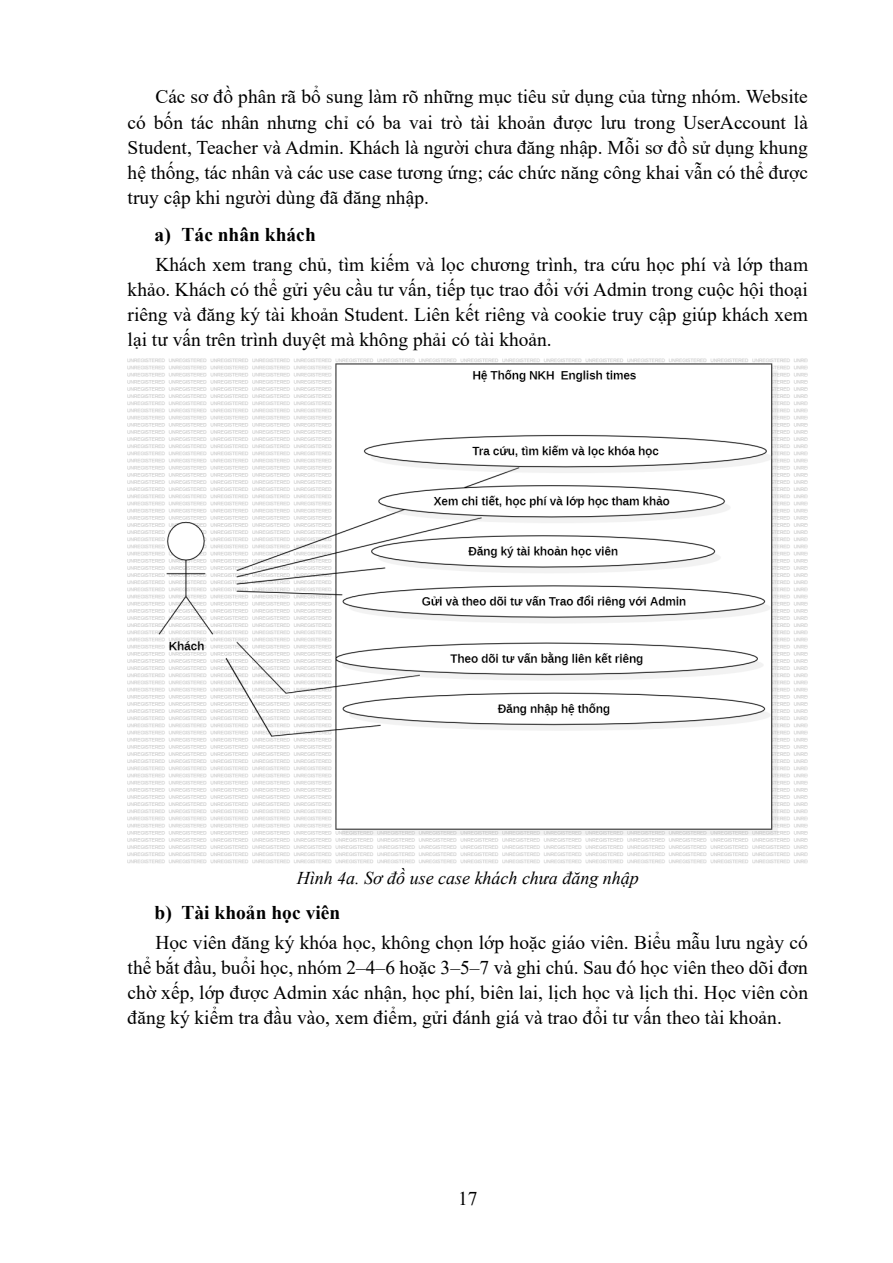 Các sơ đồ phân rã bổ sung làm rõ những mục tiêu sử dụng của từng nhóm. Website
có bốn tác nhân nhưng chỉ có ba vai trò tài khoản được lưu trong UserAccount là
Student, Teacher và Admin. Khách là người chưa đăng nhập. Mỗi sơ đồ sử dụng khung
hệ thống, tác nhân và các use case tương ứng; các chức năng công khai vẫn có thể được
truy cập khi người dùng đã đăng nhập.
a) Tác nhân khách
Khách xem trang chủ, tìm kiếm và lọc chương trình, tra cứu học phí và lớp tham
khảo. Khách có thể gửi yêu cầu tư vấn, tiếp tục trao đổi với Admin trong cuộc hội thoại
riêng và đăng ký tài khoản Student. Liên kết riêng và cookie truy cập giúp khách xem
lại tư vấn trên trình duyệt mà không phải có tài khoản.
Hệ Thống NKH English times
Tra cứu, tìm kiếm và lọc khóa học
Xem chi tiết, học phí và lớp học tham khảo
Đăng ký tài khoản học viên
Gửi và theo dõi tư vấn Trao đổi riêng với Admin
Khách
Theo dõi tư vấn bằng liên kết riêng
Đăng nhập hệ thống
Hình 4a. Sơ đồ use case khách chưa đăng nhập
b) Tài khoản học viên
Học viên đăng ký khóa học, không chọn lớp hoặc giáo viên. Biểu mẫu lưu ngày có
thể bắt đầu, buổi học, nhóm 2–4–6 hoặc 3–5–7 và ghi chú. Sau đó học viên theo dõi đơn
chờ xếp, lớp được Admin xác nhận, học phí, biên lai, lịch học và lịch thi. Học viên còn
đăng ký kiểm tra đầu vào, xem điểm, gửi đánh giá và trao đổi tư vấn theo tài khoản.
17